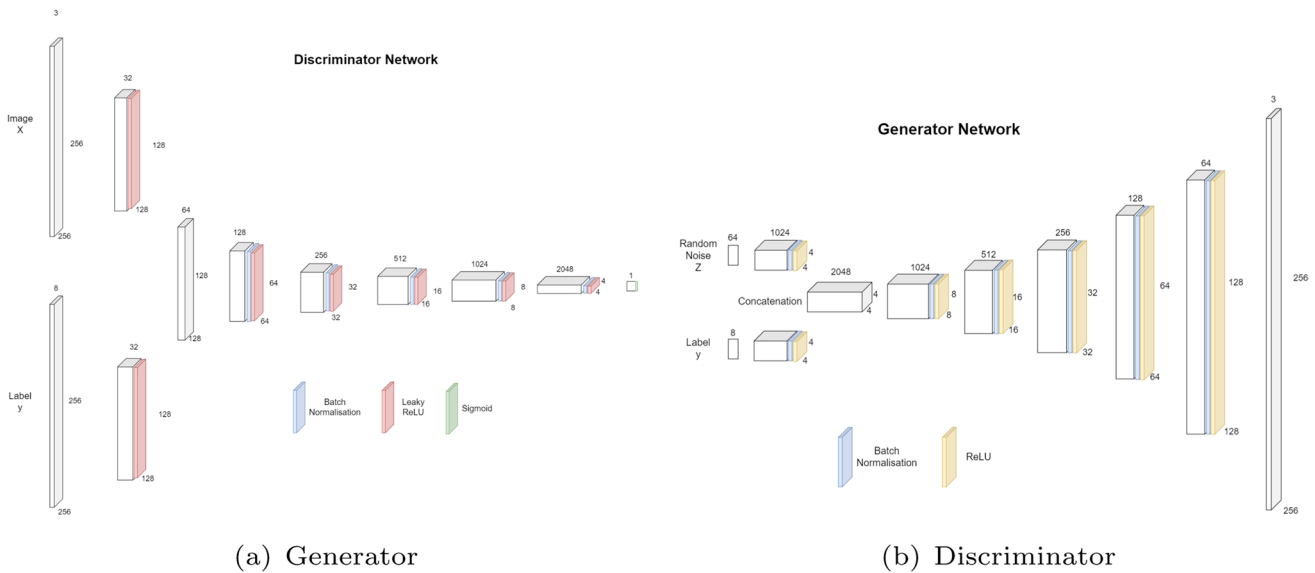 3
Discriminator Network
32
Image
X
256
128
256
128
64
128
128
128
64
64
256
32
32
512
16
16
1024
8
8
2048
4
4
1
8
Label
y
256
256
32
128
128
Batch
Normalisation
Leaky
ReLU
Sigmoid
(a) Generator
Generator Network
Random
Noise
Z
64
1024
4
4
Label
y
8
4
4
Concatenation
2048
4
4
1024
8
8
512
16
16
256
32
32
128
64
64
64
128
128
3
256
256
Batch
Normalisation
ReLU
(b) Discriminator